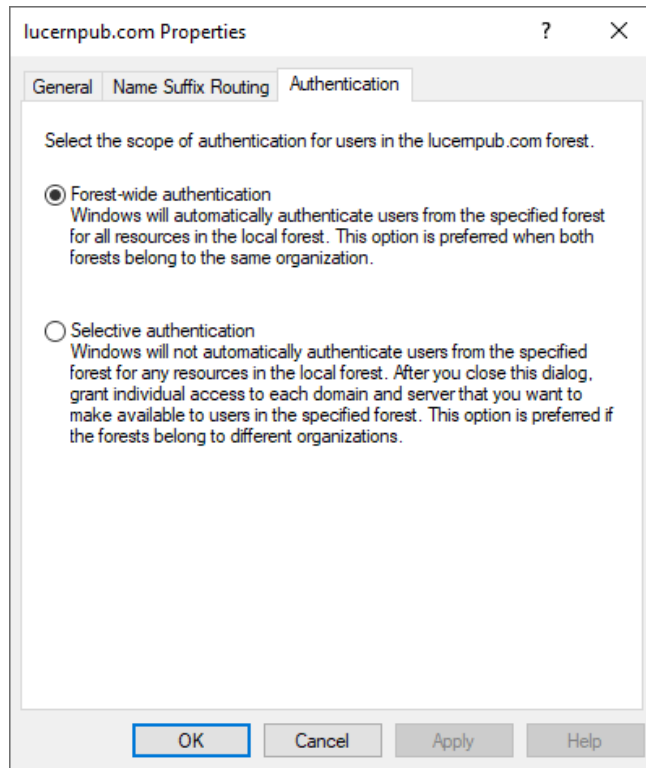 lucernpub.com Properties
?
General
Name Suffix Routing
Authentication
Select the scope of authentication for users in the lucernpub.com forest.
Forest-wide authentication
Windows will automatically authenticate users from the specified forest
for all resources in the local forest. This option is preferred when both
forests belong to the same organization.
Selective authentication
Windows will not automatically authenticate users from the specified
forest for any resources in the local forest. After you close this dialog,
grant individual access to each domain and server that you want to
make available to users in the specified forest. This option is preferred if
the forests belong to different organizations.
OK
Cancel
Apply
Help